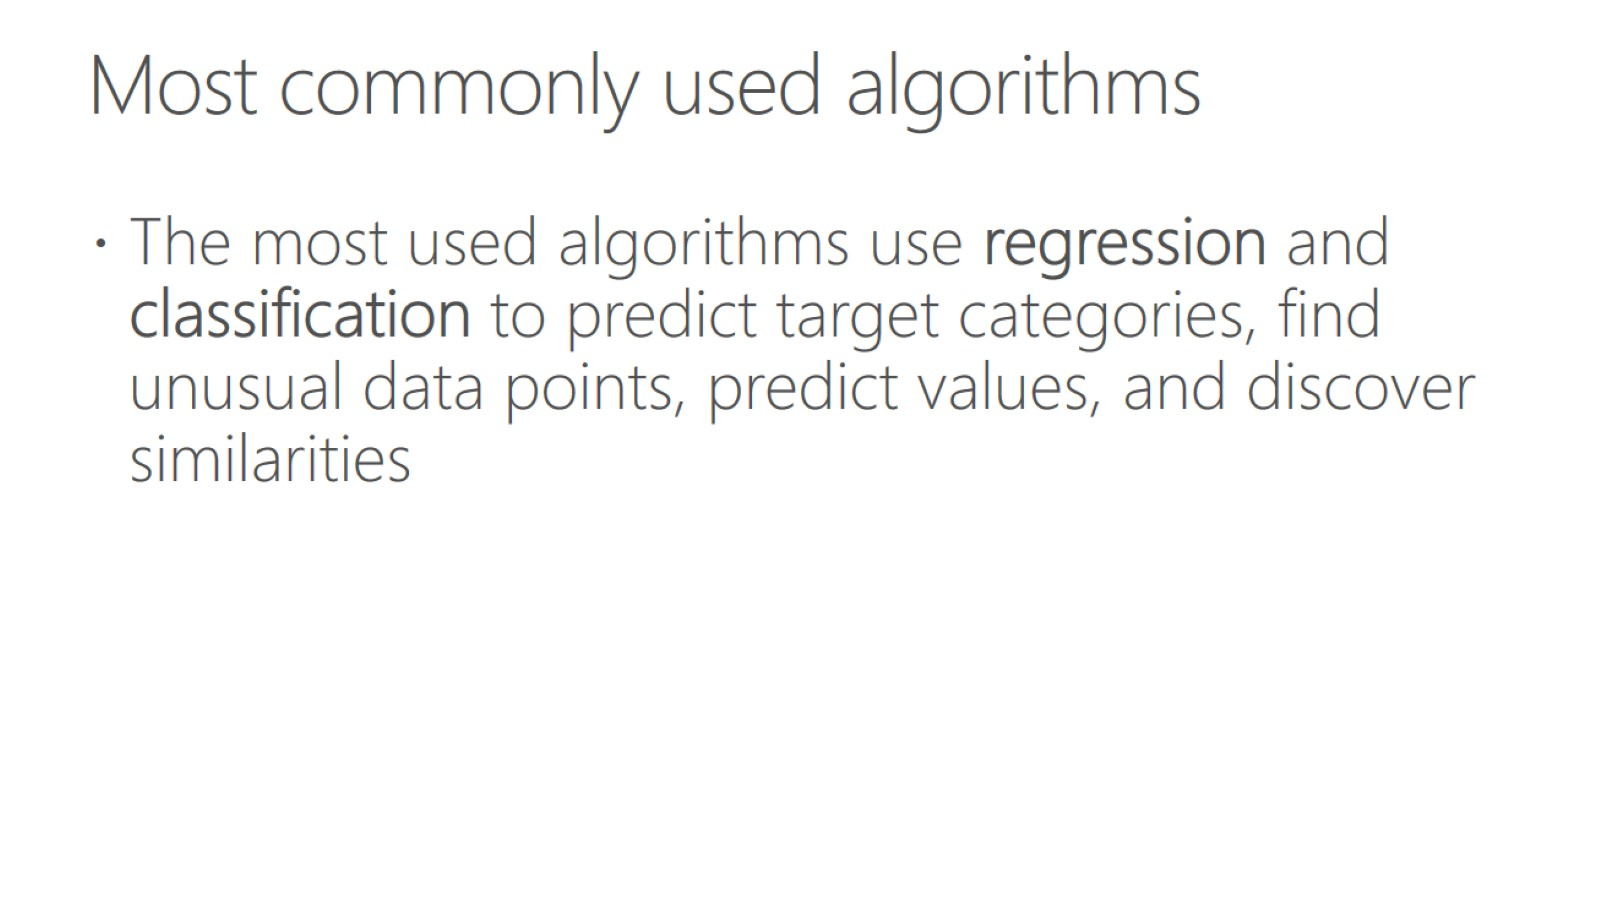 Most commonly used algorithms
• The most used algorithms use regression and
classification to predict target categories, find
unusual data points, predict values, and discover
similarities